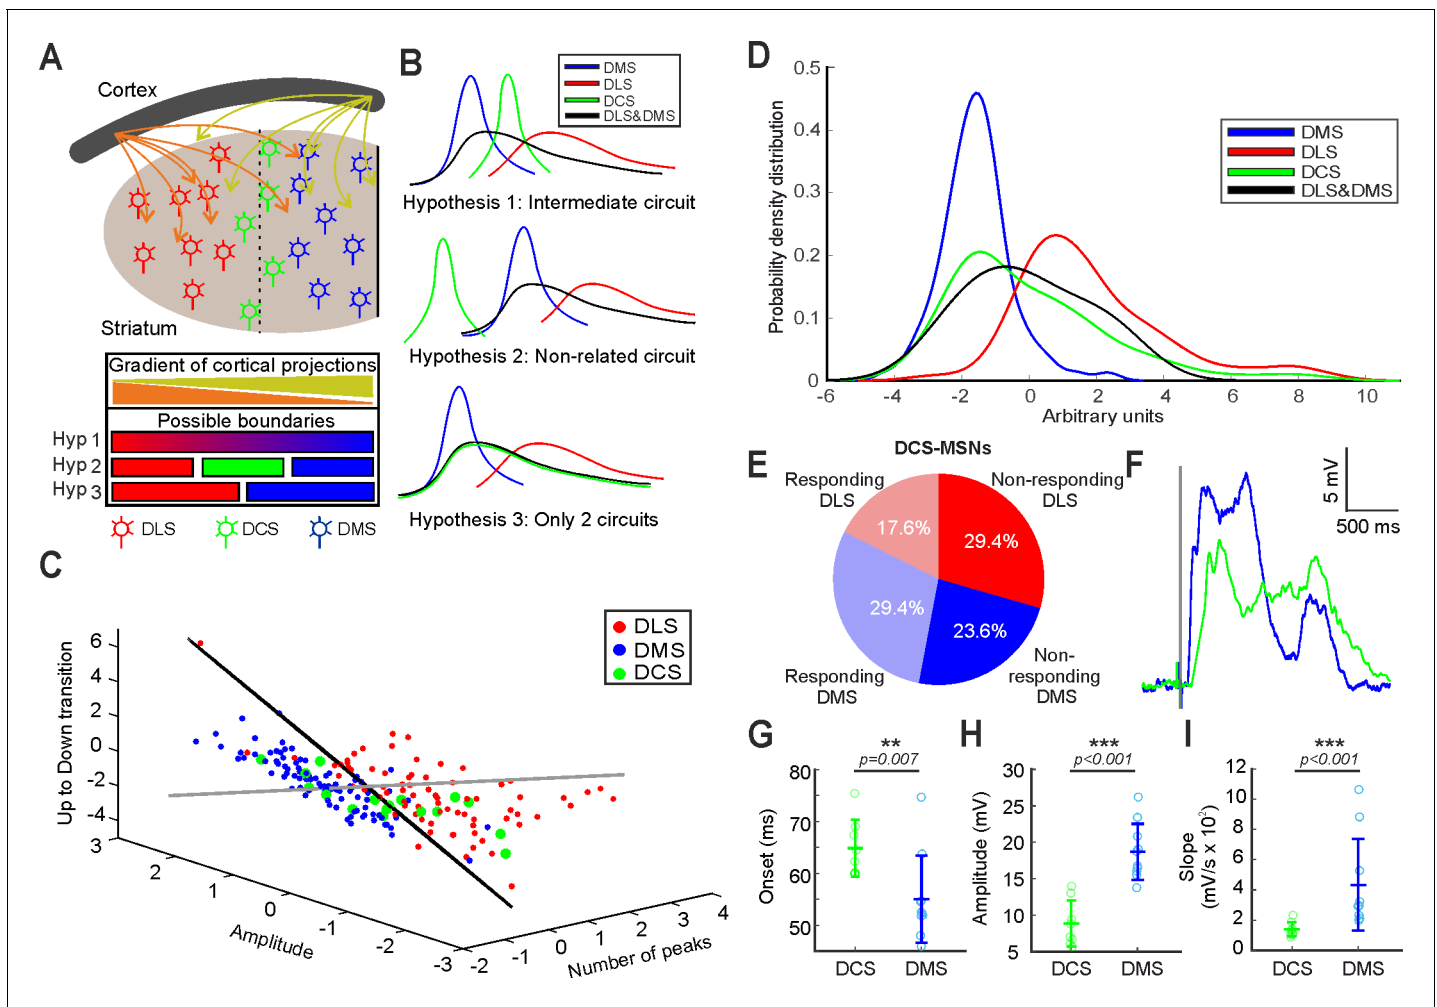 A
Cortex
Striatum
Gradient of cortical projections
Possible boundaries
Hyp 1
Hyp 2
Hyp 3
DLS
DCS
DMS
B
DMS
DLS
DCS
DLS&DMS
Hypothesis 1: Intermediate circuit
Hypothesis 2: Non-related circuit
Hypothesis 3: Only 2 circuits
C
DLS
DMS
DCS
Up to Down transition
6
4
2
0
-2
-4
3
2
1
0
-1
-2
-3
Amplitude
-2
-1
0
1
2
3
4
Number of peaks
D
DMS
DLS
DCS
DLS&DMS
Probability density distribution
0.5
0.4
0.3
0.2
0.1
0
-6
-4
-2
0
2
4
6
8
10
Arbitrary units
E
DCS-MSNs
Responding
DLS
17.6%
Non-responding
DLS
29.4%
Responding
DMS
29.4%
Non-
responding
DMS
23.6%
F
5 mV
500 ms
G
**
p=0.007
Onset (ms)
80
70
60
50
DCS
DMS
H
***
p<0.001
Amplitude (mV)
30
25
20
15
10
5
DCS
DMS
I
***
p<0.001
Slope
(mV/s x 10²)
12
10
8
6
4
2
0
DCS
DMS